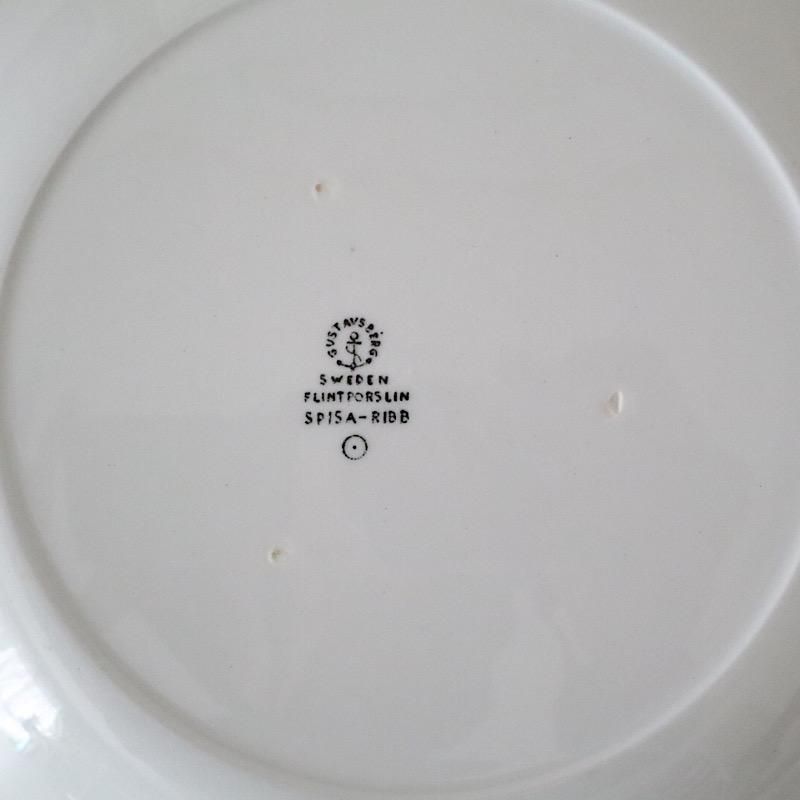 GUSTAVSBERG
SWEDEN
FLINTPORSLIN
SPISA-RIBB